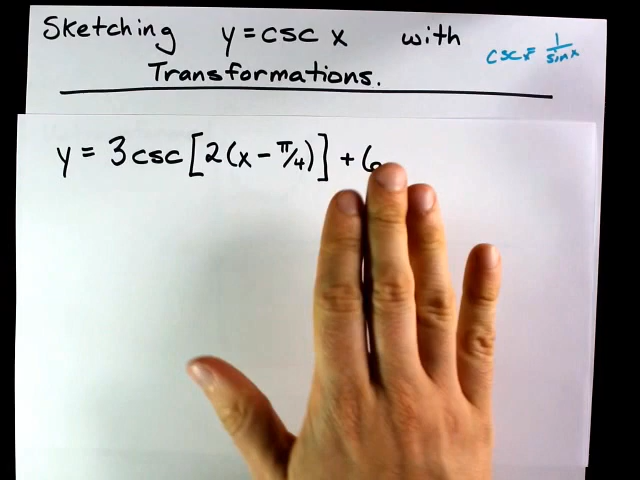 Sketching y = csc x with
csc x = 1/sin x
Transformations.
y = 3 csc [2(x - π/4)] + 6